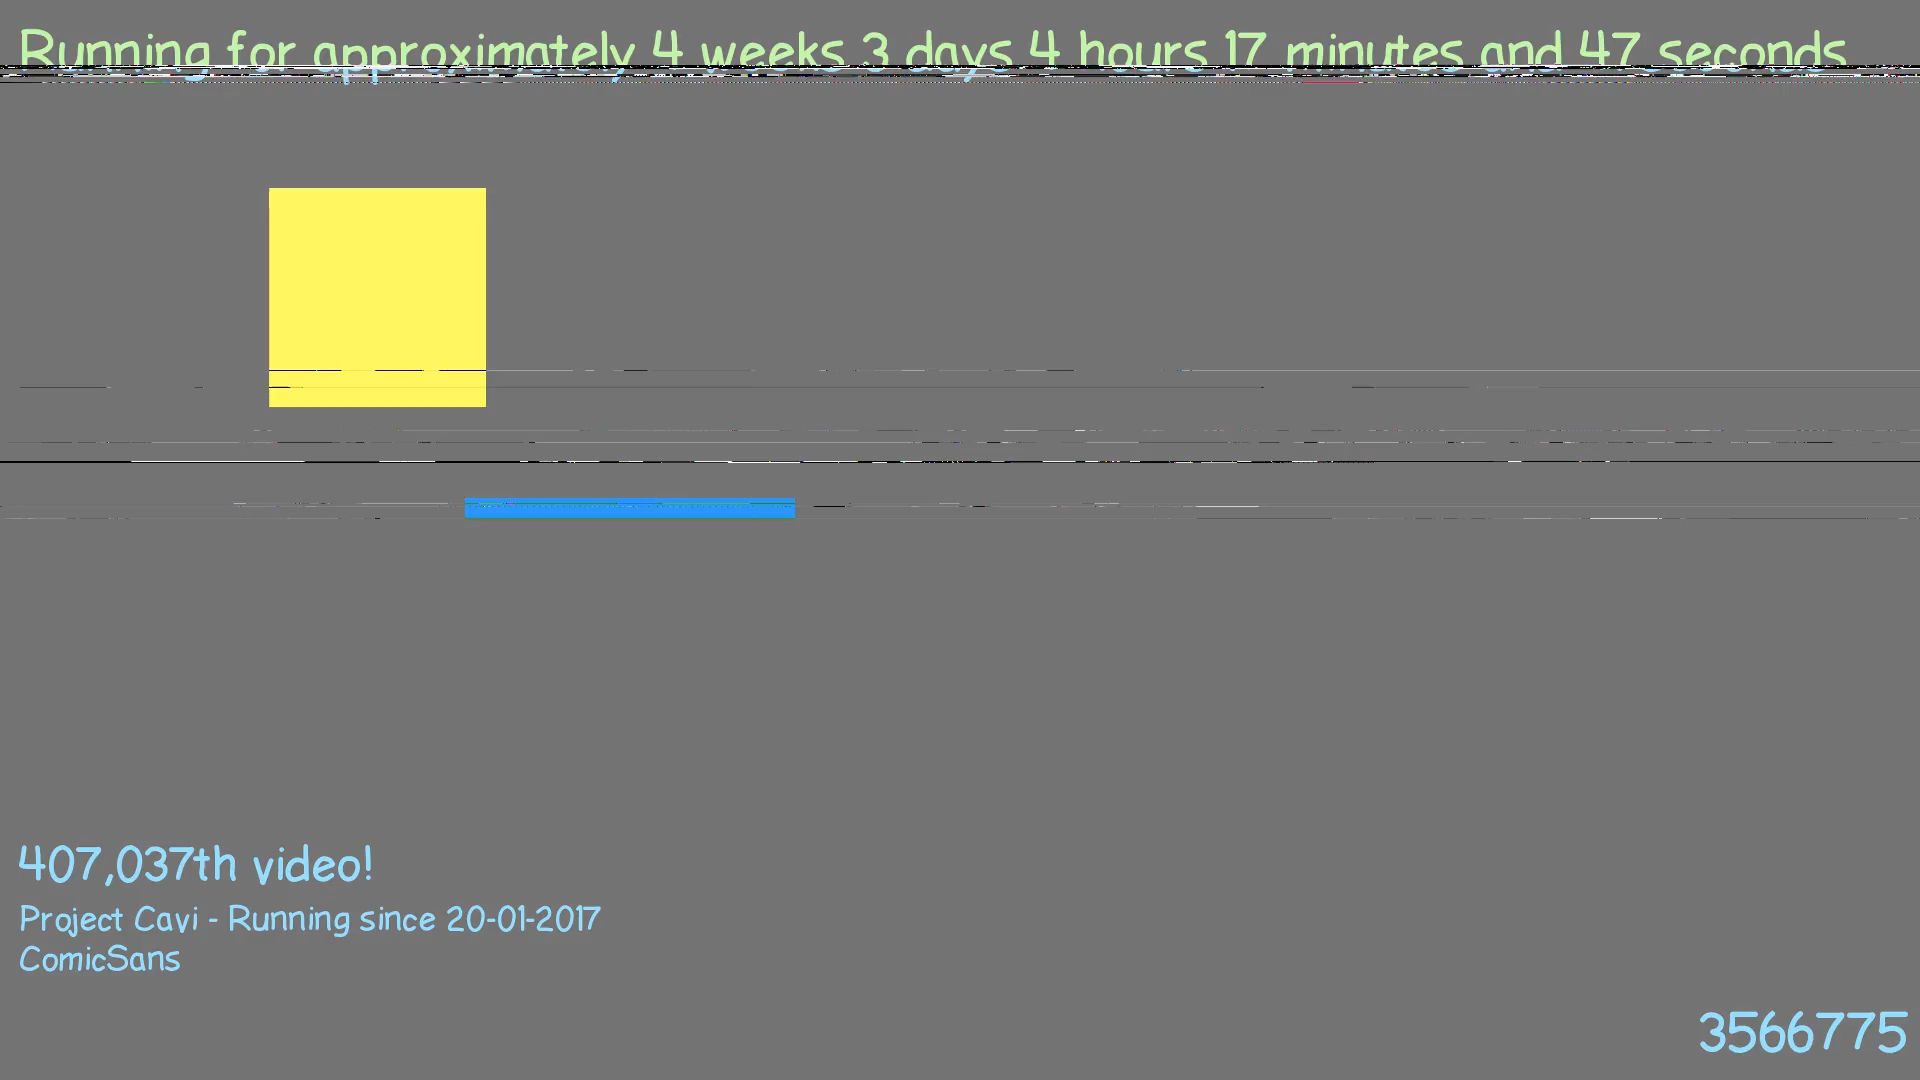 Running for approximately 4 weeks 3 days 4 hours 17 minutes and 47 seconds
407,037th video!
Project Cavi - Running since 20-01-2017
ComicSans
3566775